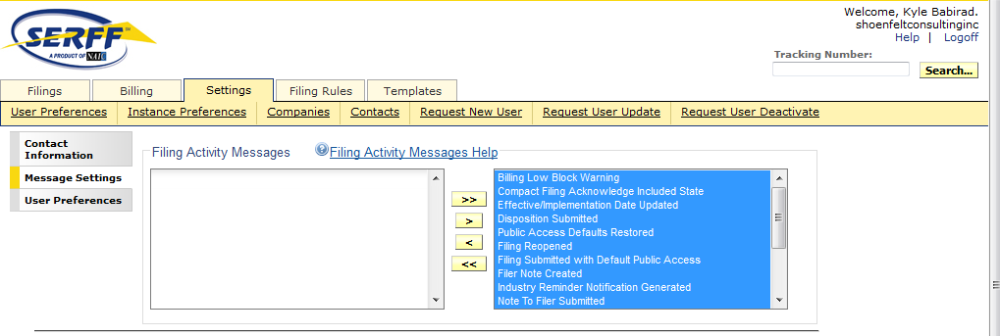 SERFF
A PRODUCT OF NAIC
Welcome, Kyle Babirad.
shoenfeltconsultinginc
Help | Logoff
Tracking Number:
Search...
Filings Billing Settings Filing Rules Templates
User Preferences Instance Preferences Companies Contacts Request New User Request User Update Request User Deactivate
Contact
Information
Message Settings
User Preferences
Filing Activity Messages ? Filing Activity Messages Help
>>
>
<
<<
Billing Low Block Warning
Compact Filing Acknowledge Included State
Effective/Implementation Date Updated
Disposition Submitted
Public Access Defaults Restored
Filing Reopened
Filing Submitted with Default Public Access
Filer Note Created
Industry Reminder Notification Generated
Note To Filer Submitted